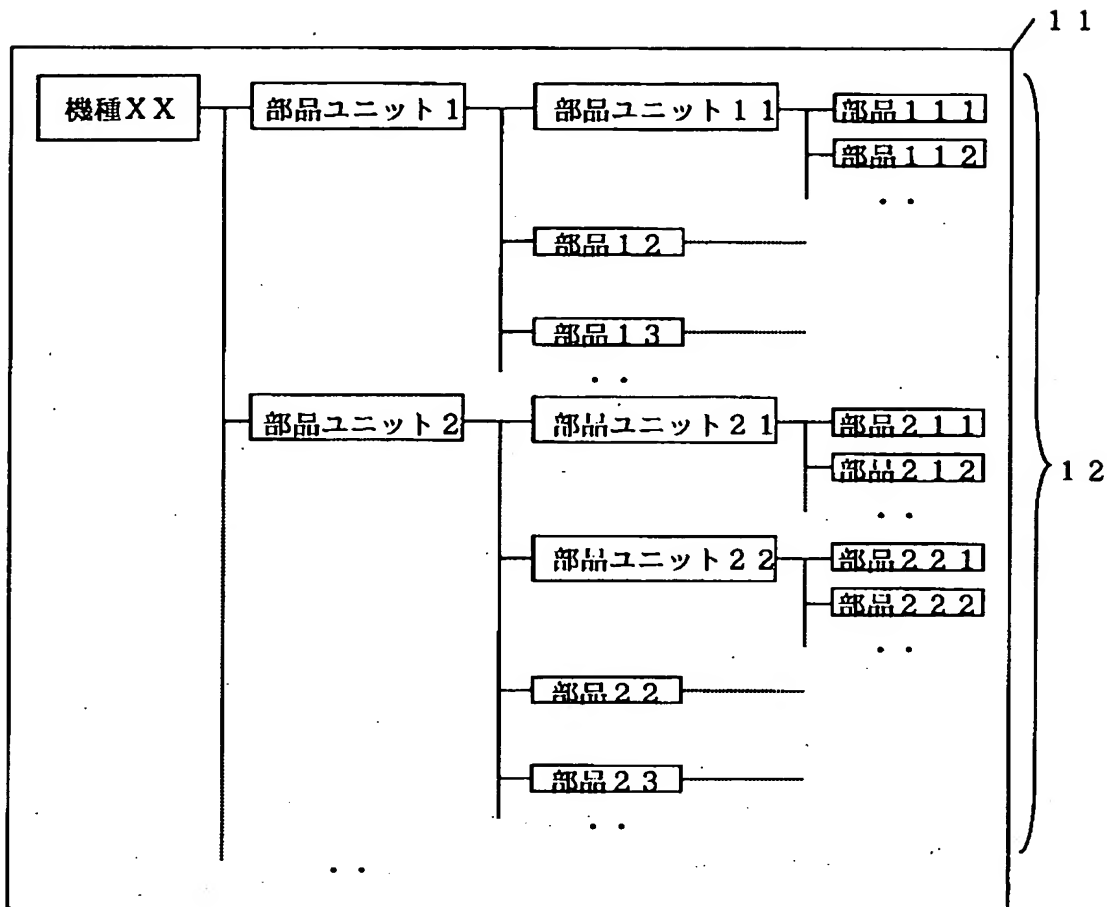 １１
機種ＸＸ
部品ユニット１
部品ユニット１１
部品１１１
部品１１２
・・
部品１２
部品１３
・・
部品ユニット２
部品ユニット２１
部品２１１
部品２１２
・・
１２
部品ユニット２２
部品２２１
部品２２２
・・
部品２２
部品２３
・・
・・